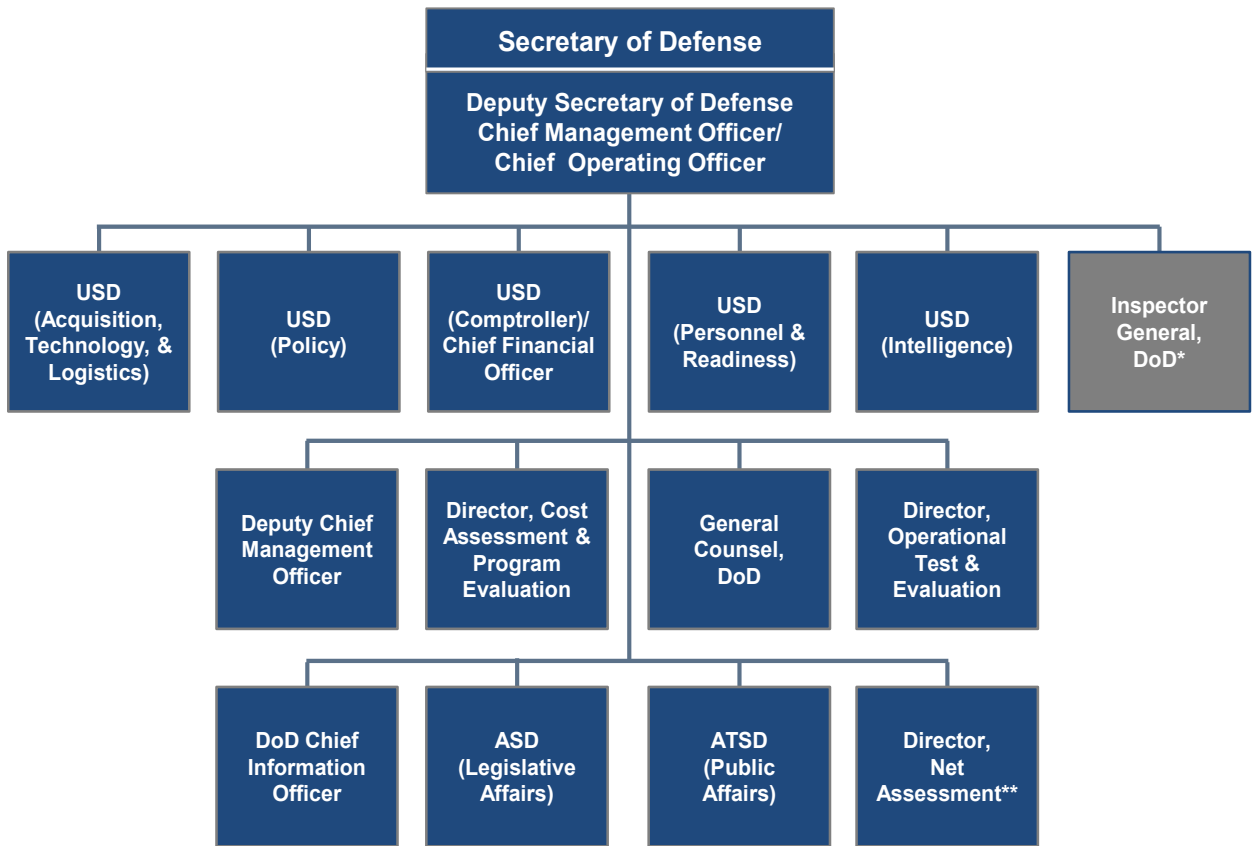 Secretary of Defense
Deputy Secretary of Defense
Chief Management Officer/
Chief Operating Officer
USD
(Acquisition,
Technology, &
Logistics)
USD
(Policy)
USD
(Comptroller)/
Chief Financial
Officer
USD
(Personnel &
Readiness)
USD
(Intelligence)
Inspector
General,
DoD*
Deputy Chief
Management
Officer
Director, Cost
Assessment &
Program
Evaluation
General
Counsel,
DoD
Director,
Operational
Test &
Evaluation
DoD Chief
Information
Officer
ASD
(Legislative
Affairs)
ATSD
(Public
Affairs)
Director,
Net
Assessment**